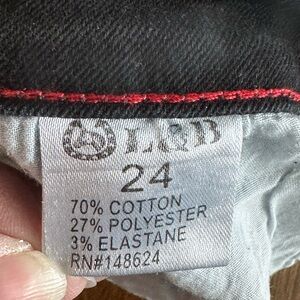 L&B
24
70% COTTON
27% POLYESTER
3% ELASTANE
RN#148624